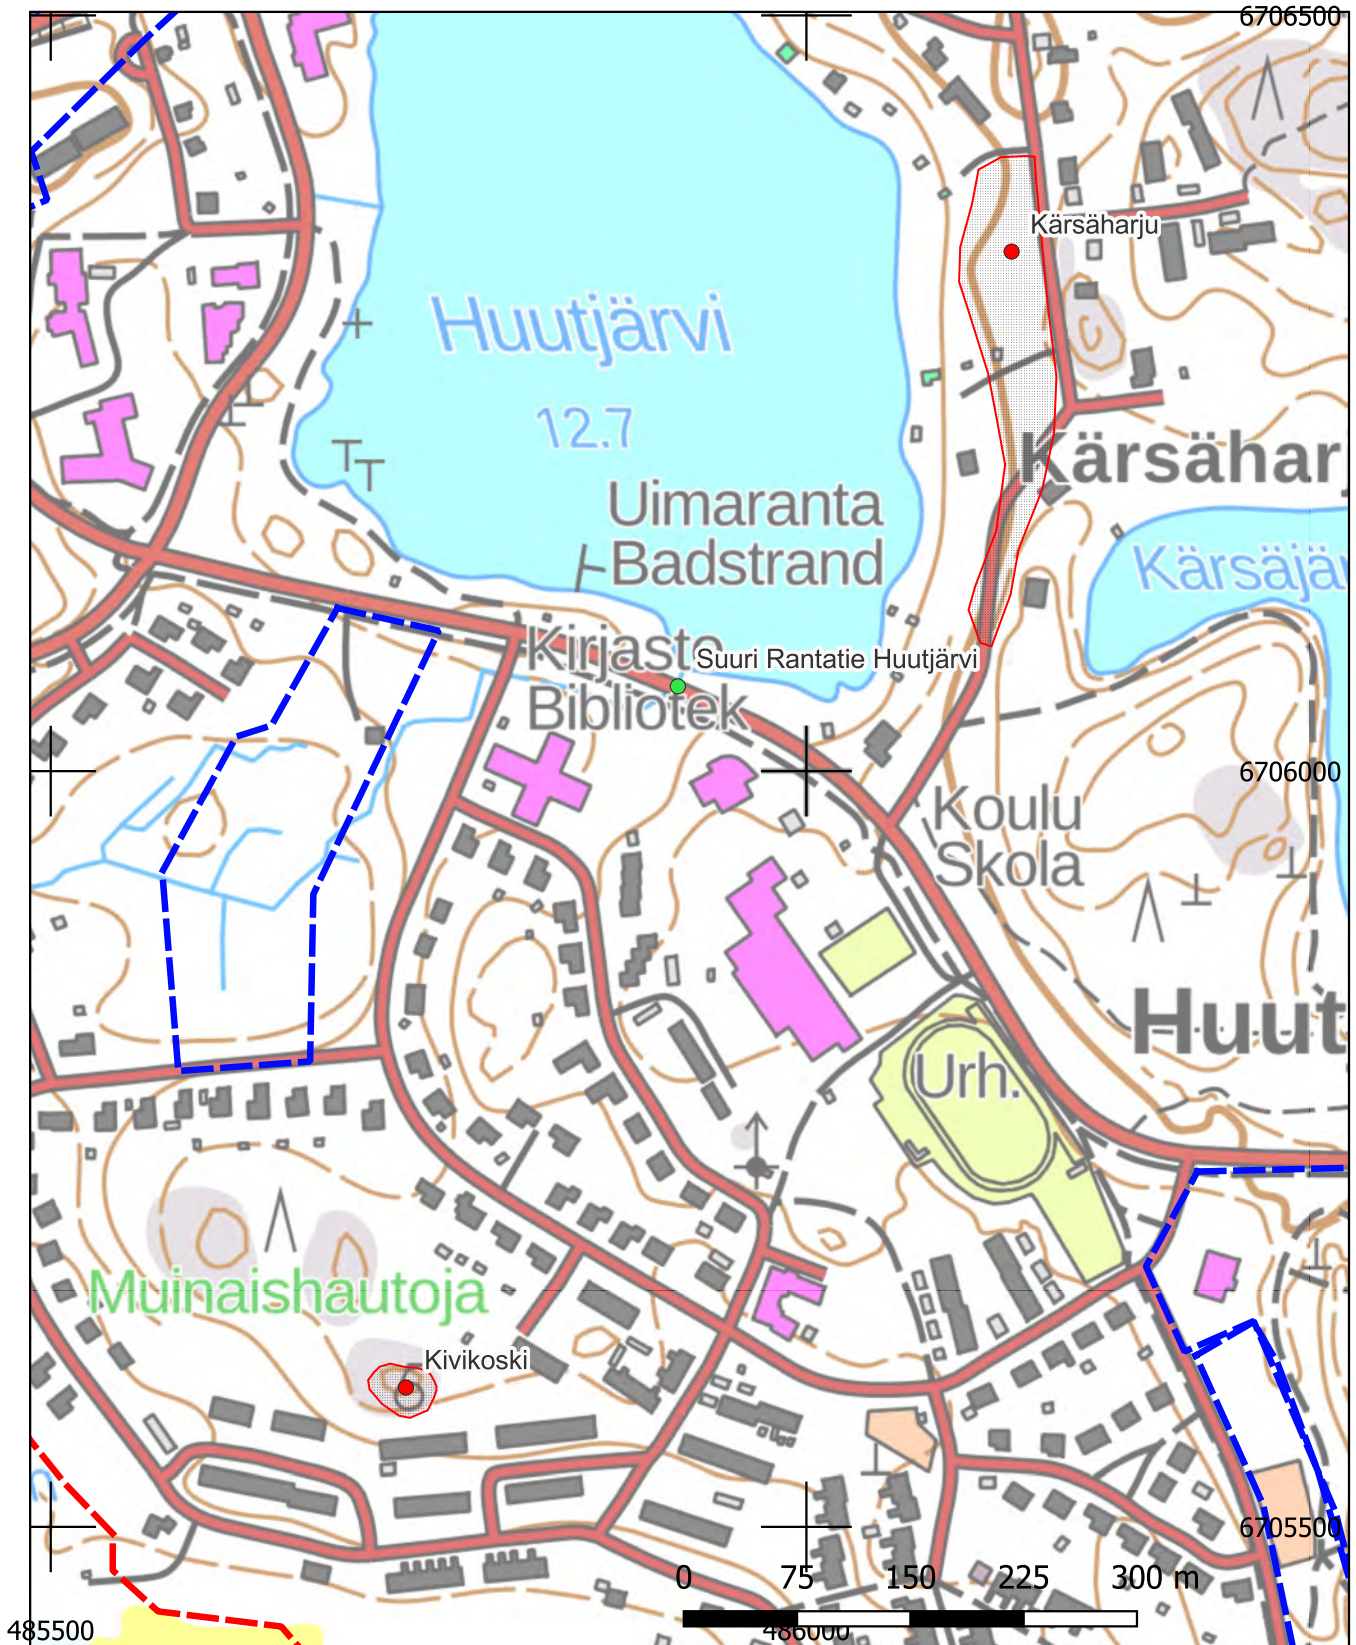 6706500
Kärsäharju
Huutjärvi
12.7
Kärsähar
Uimaranta
Badstrand
Kärsäjär
Kirjasto
Suuri Rantatie Huutjärvi
Bibliotek
6706000
Koulu
Skola
Huut
Urh.
Muinaishautoja
Kivikoski
6705500
0 75 150 225 300 m
485500
486000